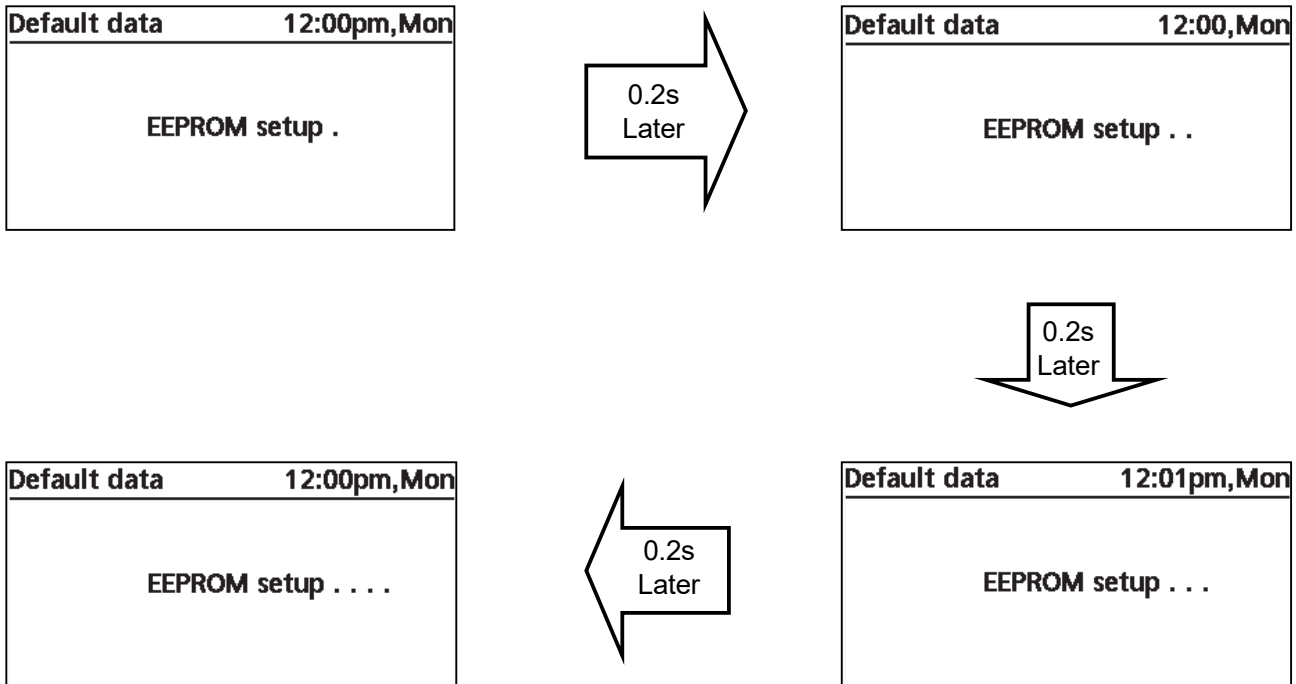 Default data 12:00pm,Mon
EEPROM setup .
0.2s
Later
Default data 12:00,Mon
EEPROM setup . .
0.2s
Later
Default data 12:01pm,Mon
EEPROM setup . . .
0.2s
Later
Default data 12:00pm,Mon
EEPROM setup . . . .